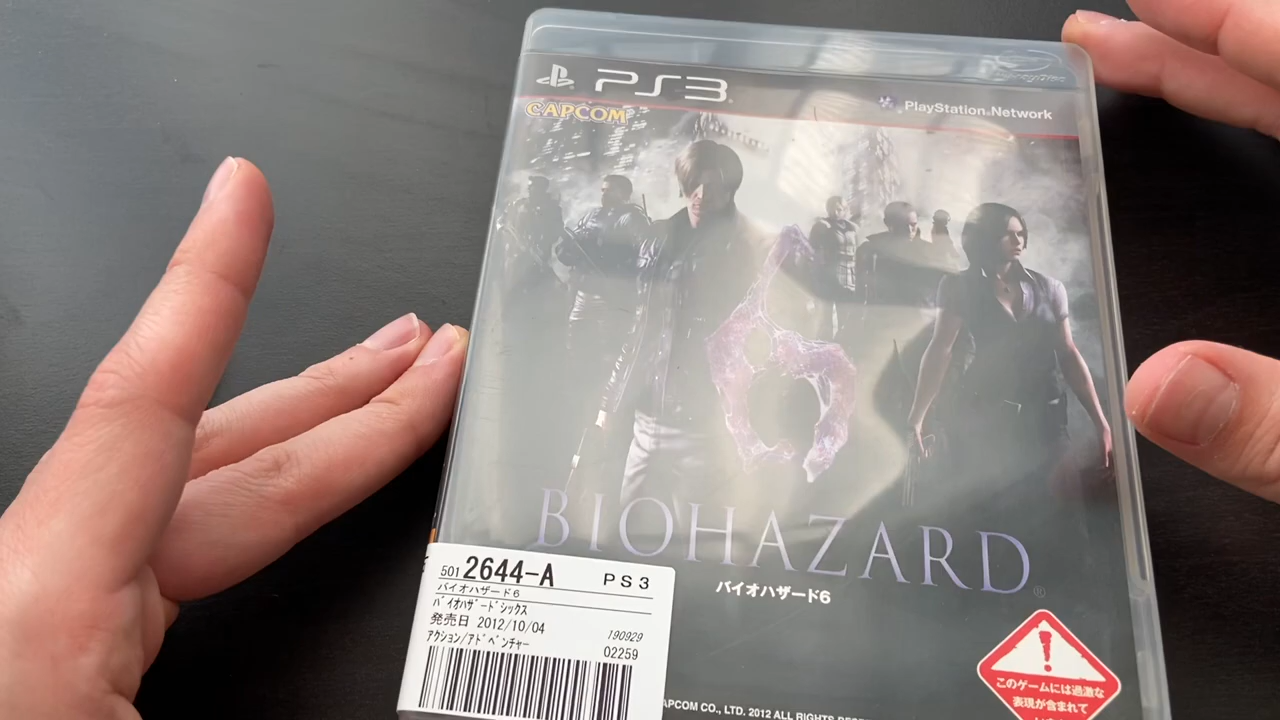 PS3
PlayStation®Network
CAPCOM
6
BIOHAZARD®
バイオハザード6
501 2644-A PS3
バイオハザード6
バイオハザードシックス
発売日 2012/10/04 190929
アクション/アドベンチャー 02259
このゲームには過激な
表現が含まれて
CAPCOM CO., LTD. 2012 ALL RIGHTS